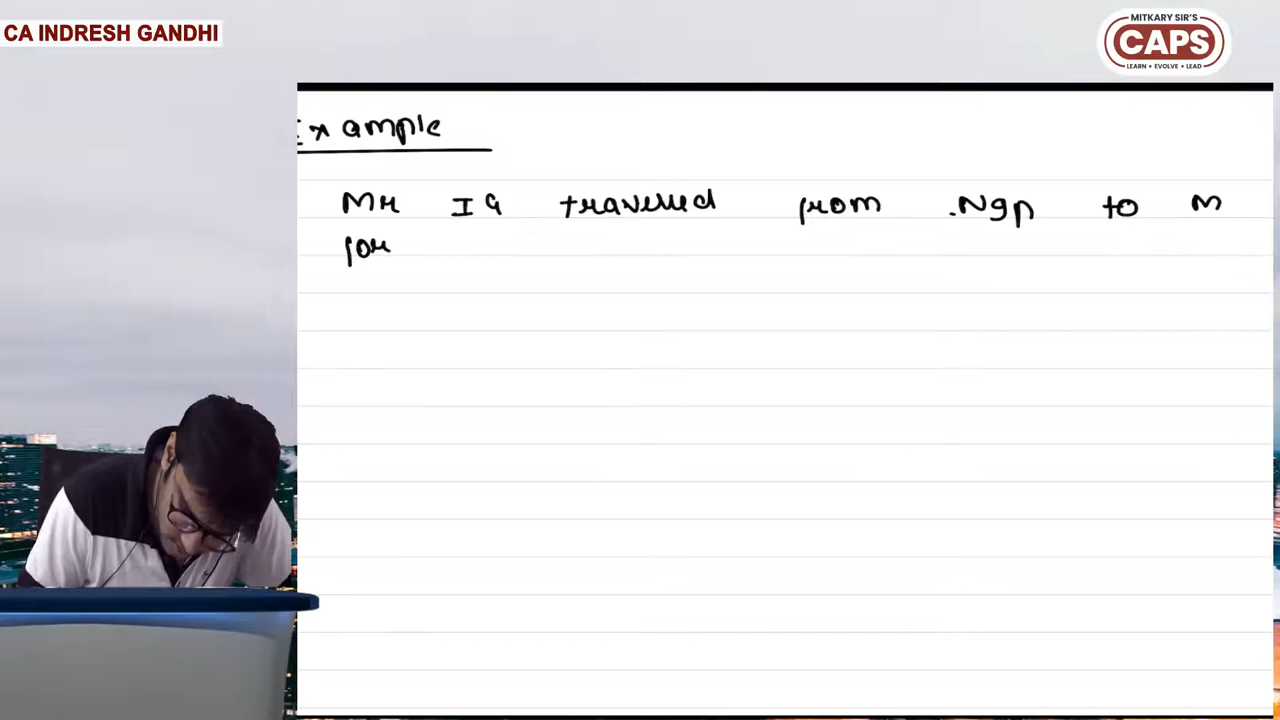 CA INDRESH GANDHI
MITKARY SIR'S
CAPS
LEARN • EVOLVE • LEAD
Example
Mr IG travelled from Ngp to M
for